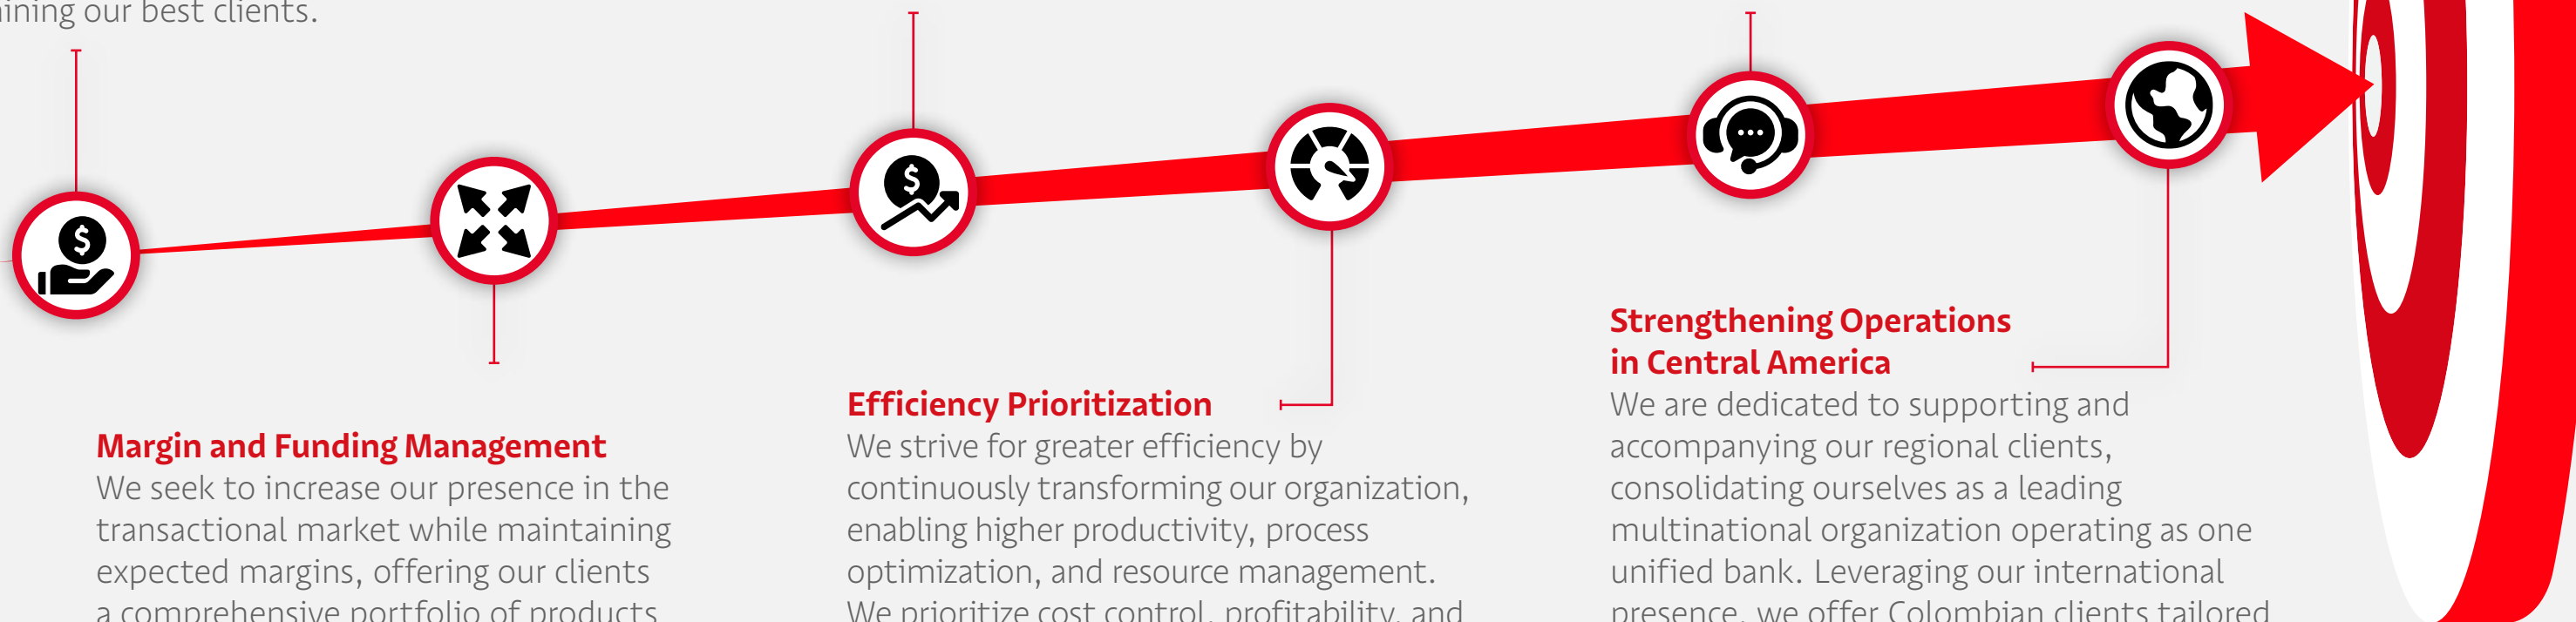 our best clients.
Margin and Funding Management
We seek to increase our presence in the
transactional market while maintaining
expected margins, offering our clients
a comprehensive portfolio of products
Efficiency Prioritization
We strive for greater efficiency by
continuously transforming our organization,
enabling higher productivity, process
optimization, and resource management.
We prioritize cost control, profitability, and
Strengthening Operations
in Central America
We are dedicated to supporting and
accompanying our regional clients,
consolidating ourselves as a leading
multinational organization operating as one
unified bank. Leveraging our international
presence, we offer Colombian clients tailored